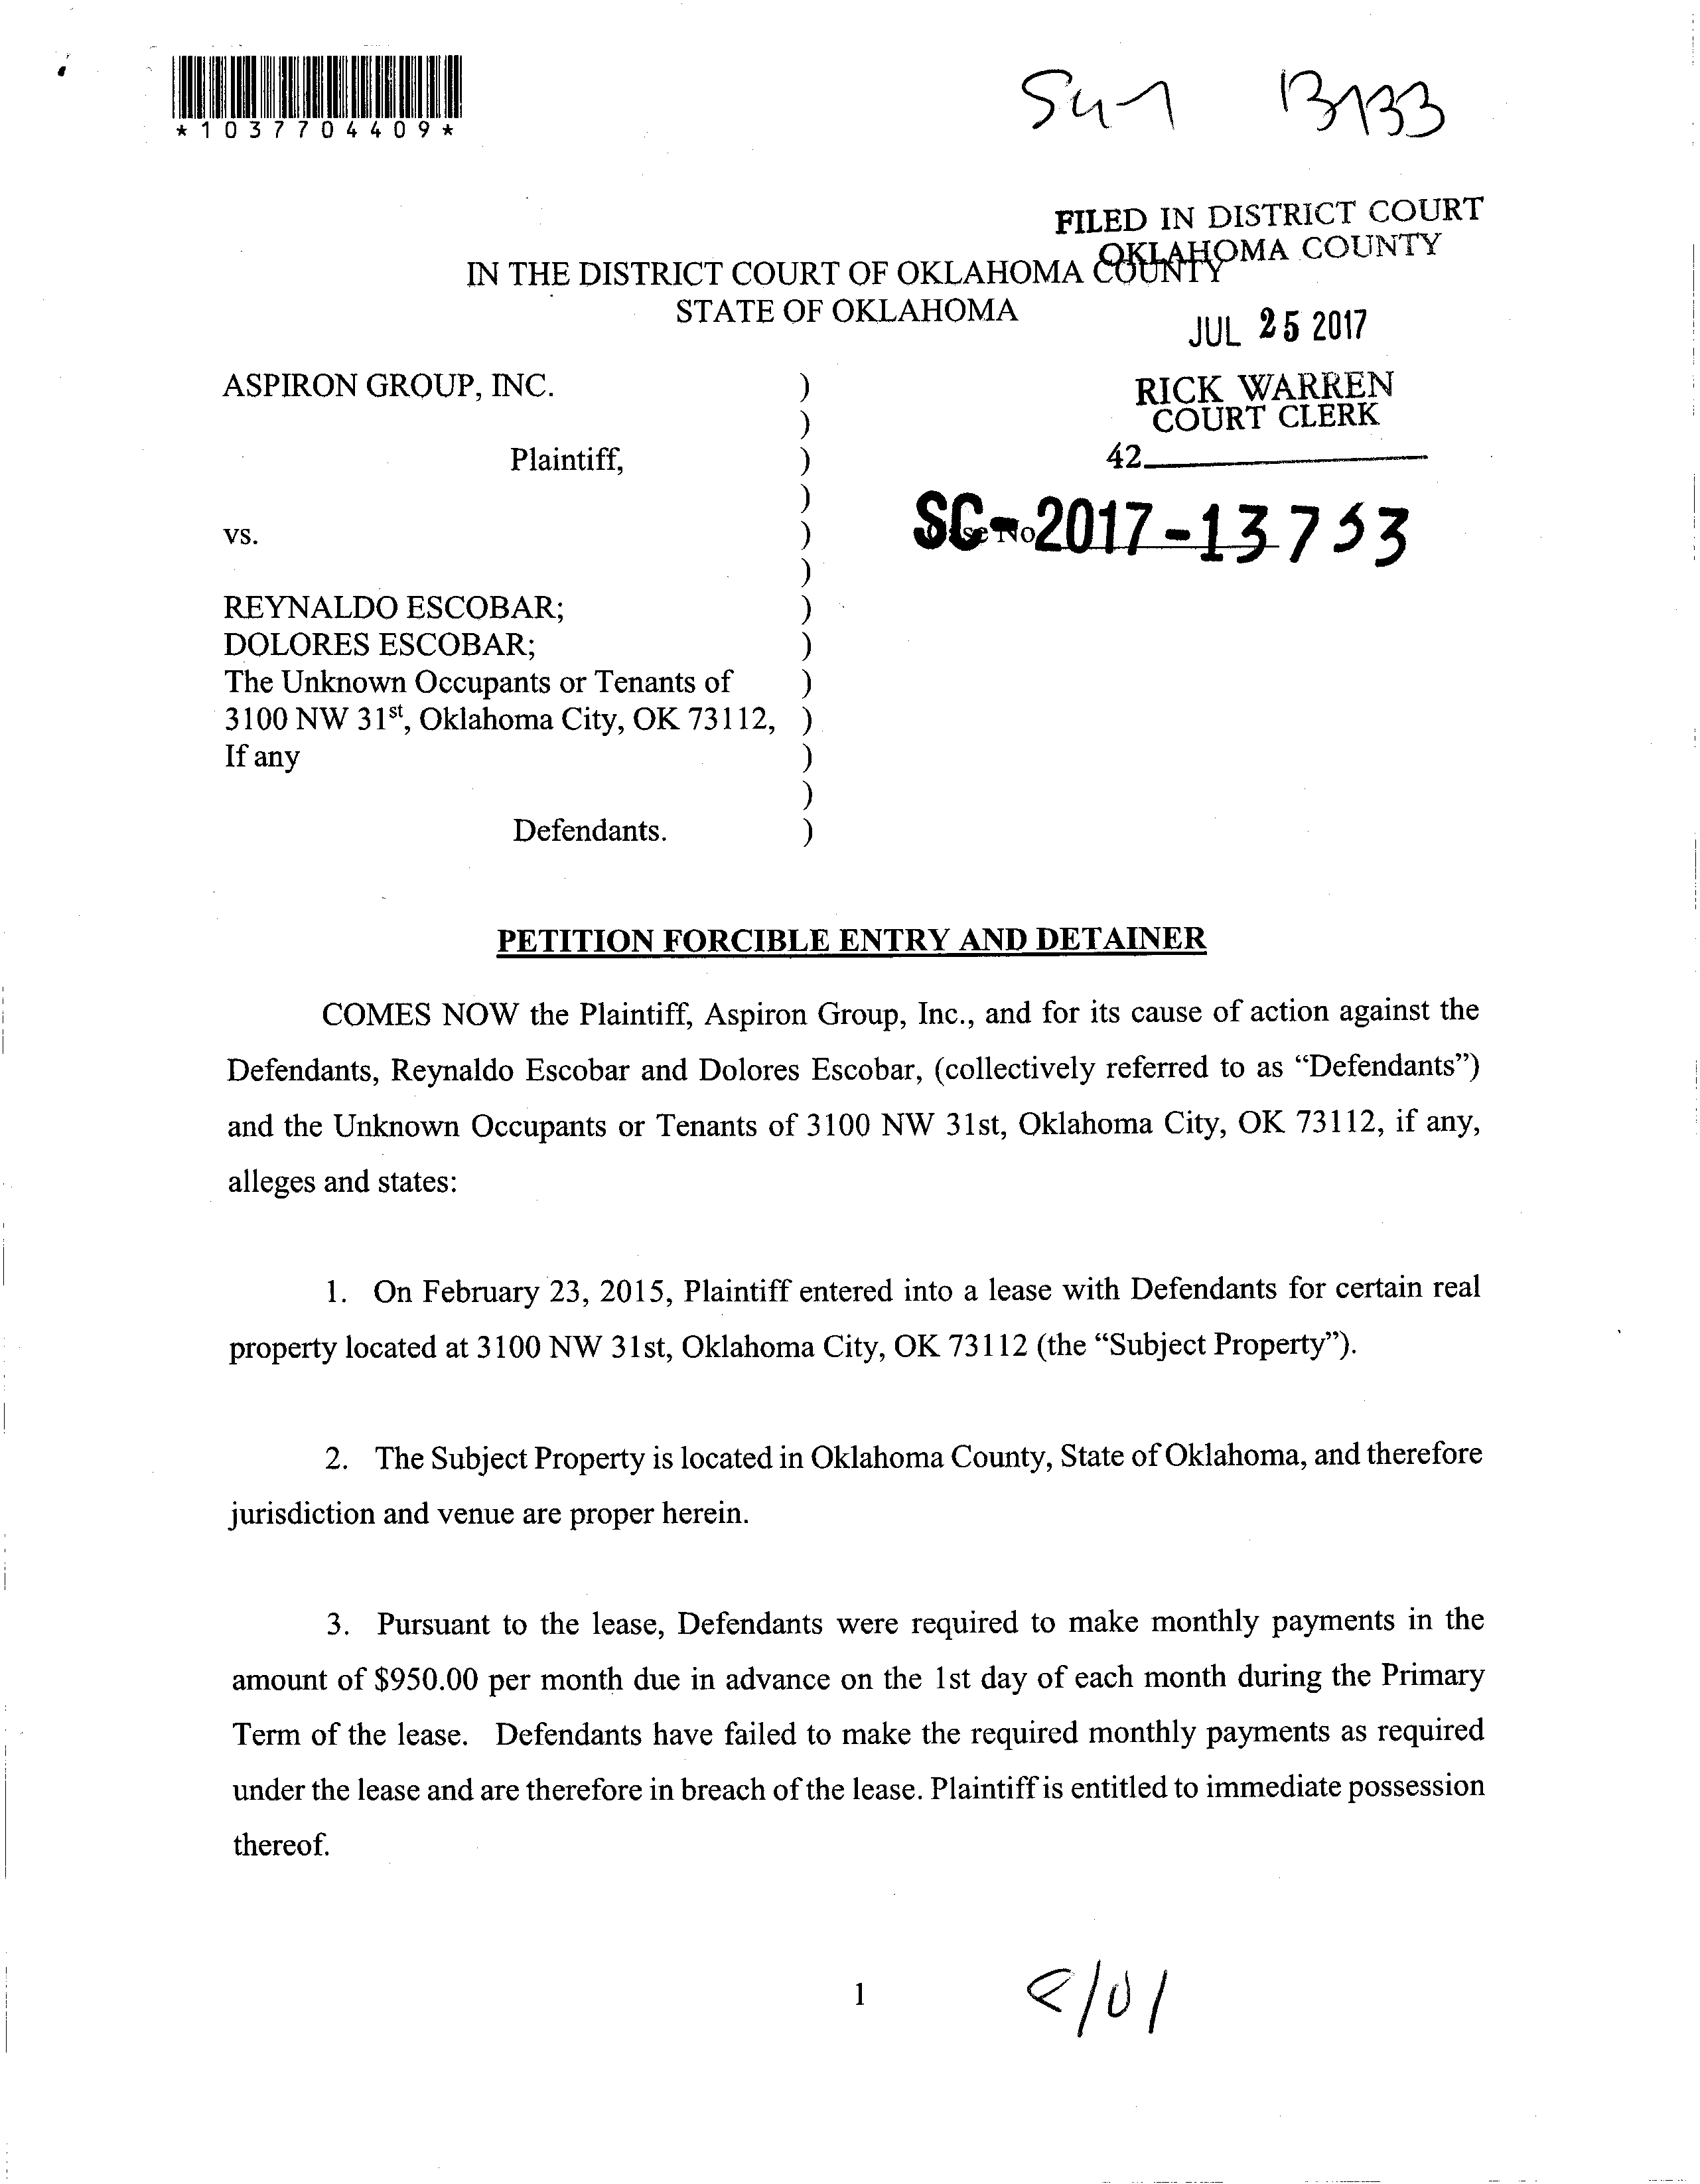 *1037704409*
FILED IN DISTRICT COURT
OKLAHOMA COUNTY
IN THE DISTRICT COURT OF OKLAHOMA COUNTY
STATE OF OKLAHOMA
JUL 25 2017
RICK WARREN
COURT CLERK
42
ASPIRON GROUP, INC. )
)
Plaintiff, )
)
vs. )
)
SC-2017-13753
REYNALDO ESCOBAR; )
DOLORES ESCOBAR; )
The Unknown Occupants or Tenants of )
3100 NW 31st, Oklahoma City, OK 73112, )
If any )
)
Defendants. )
PETITION FORCIBLE ENTRY AND DETAINER
COMES NOW the Plaintiff, Aspiron Group, Inc., and for its cause of action against the
Defendants, Reynaldo Escobar and Dolores Escobar, (collectively referred to as “Defendants”)
and the Unknown Occupants or Tenants of 3100 NW 31st, Oklahoma City, OK 73112, if any,
alleges and states:
1. On February 23, 2015, Plaintiff entered into a lease with Defendants for certain real
property located at 3100 NW 31st, Oklahoma City, OK 73112 (the “Subject Property”).
2. The Subject Property is located in Oklahoma County, State of Oklahoma, and therefore
jurisdiction and venue are proper herein.
3. Pursuant to the lease, Defendants were required to make monthly payments in the
amount of $950.00 per month due in advance on the 1st day of each month during the Primary
Term of the lease. Defendants have failed to make the required monthly payments as required
under the lease and are therefore in breach of the lease. Plaintiff is entitled to immediate possession
thereof.
1